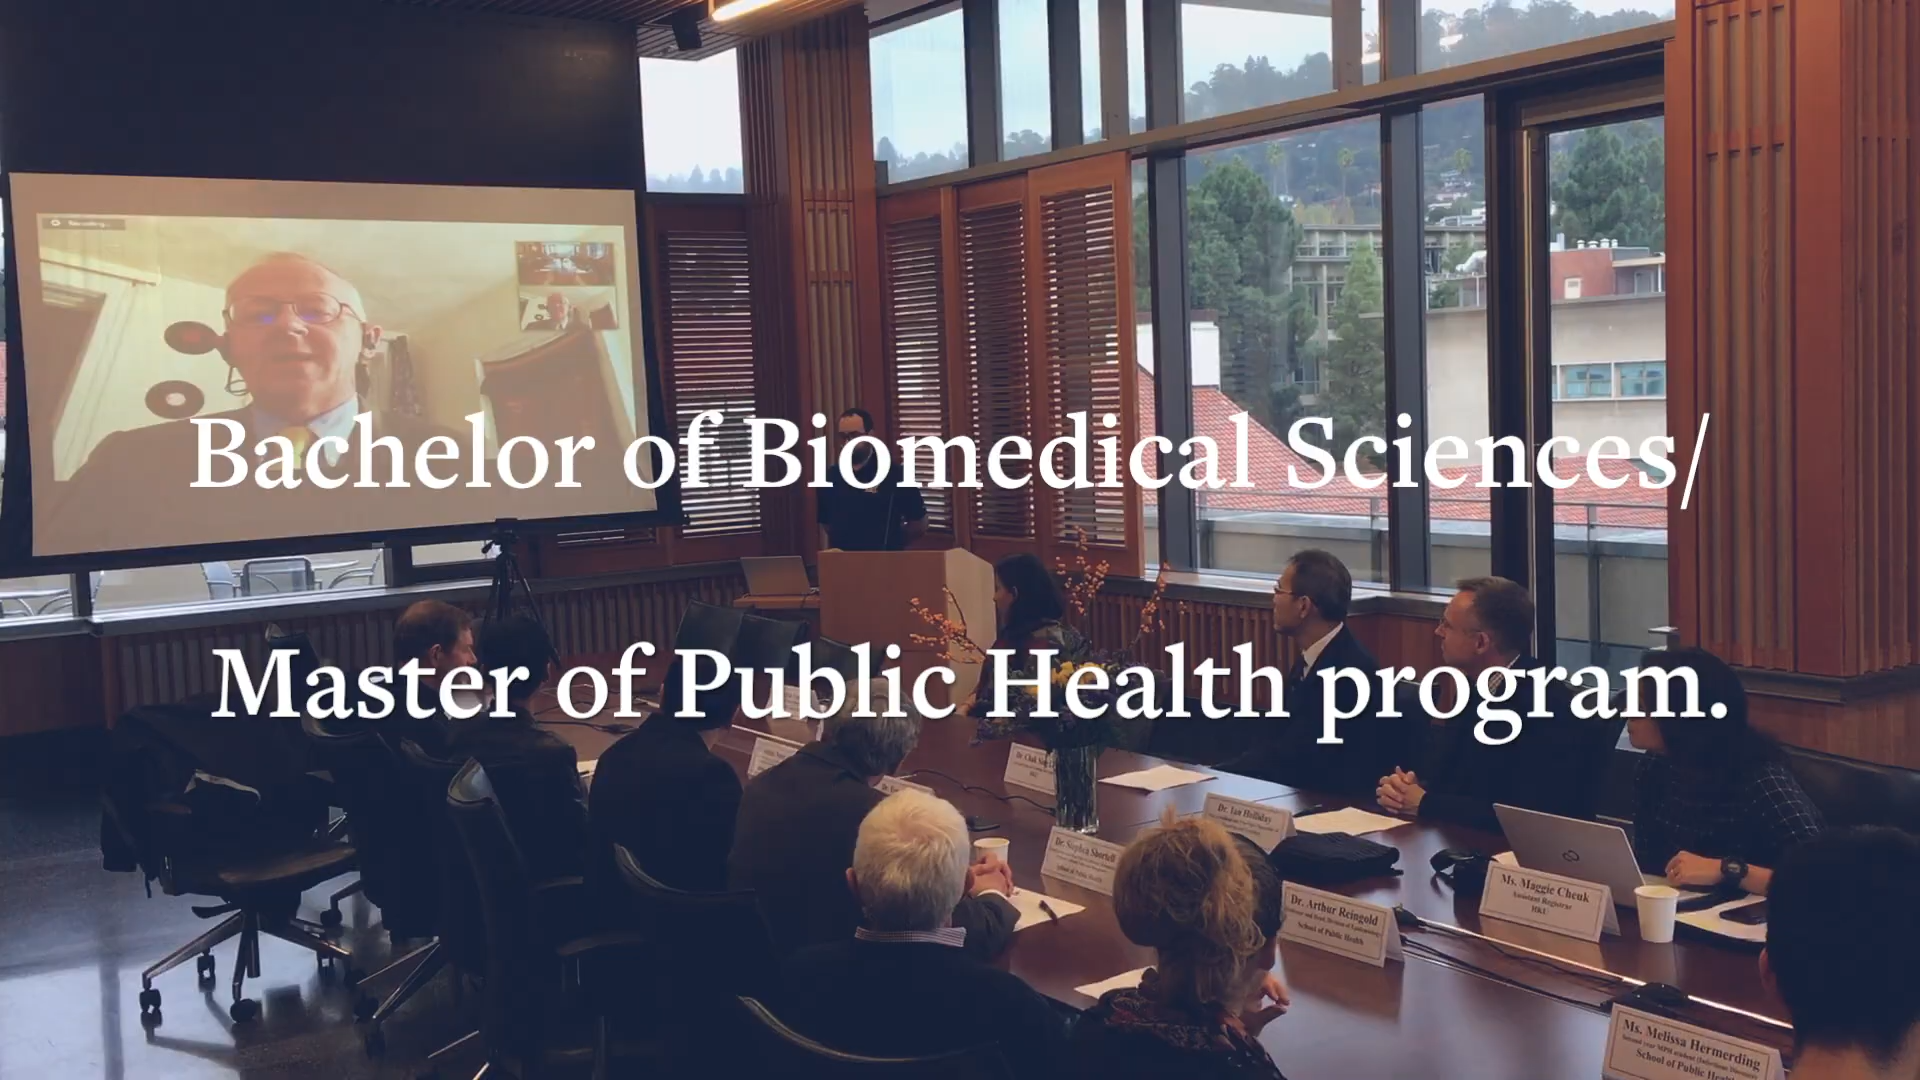 Bachelor of Biomedical Sciences/
Master of Public Health program.
Dr. Ian Holliday
Dr. Stephen Shortell
School of Public Health
Dr. Arthur Reingold
School of Public Health
Ms. Maggie Cheuk
Assistant Registrar
HKU
Ms. Melissa Hermerding
School of Public Health